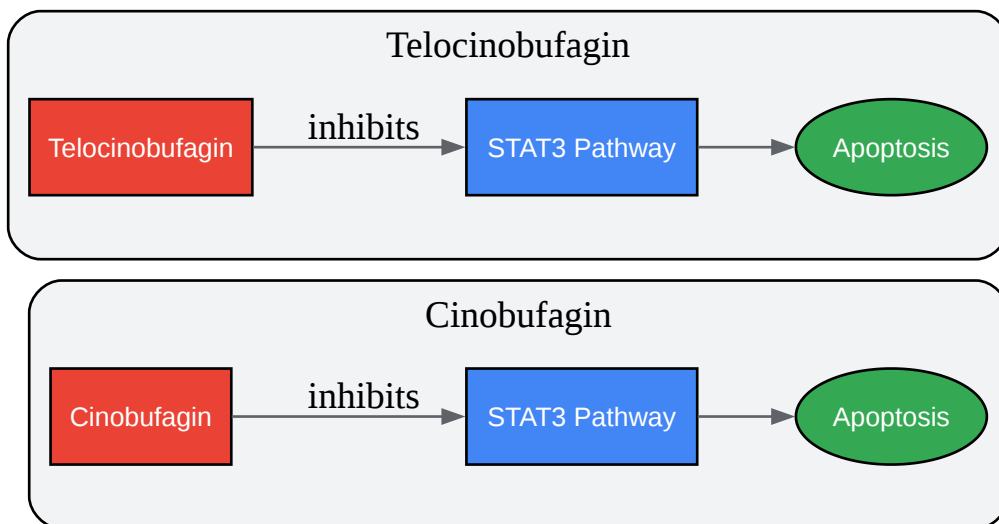 Telocinobufagin
Telocinobufagin
inhibits
STAT3 Pathway
Apoptosis
Cinobufagin
Cinobufagin
inhibits
STAT3 Pathway
Apoptosis